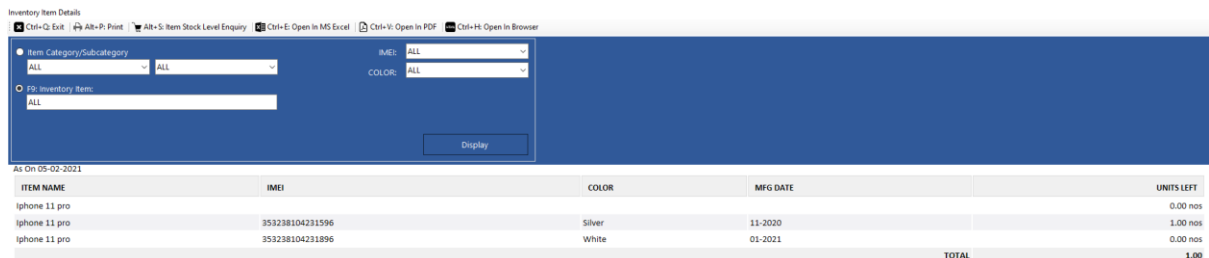 Inventory Item Details
Ctrl+Q: Exit Alt+P: Print Alt+S: Item Stock Level Enquiry Ctrl+E: Open In MS Excel Ctrl+V: Open In PDF Ctrl+H: Open In Browser
Item Category/Subcategory IMEI: ALL
ALL ALL COLOR: ALL
F9: Inventory Item:
ALL
Display
As On 05-02-2021
ITEM NAME IMEI COLOR MFG DATE UNITS LEFT
Iphone 11 pro 0.00 nos
Iphone 11 pro 353238104231596 Silver 11-2020 1.00 nos
Iphone 11 pro 353238104231896 White 01-2021 0.00 nos
TOTAL 1.00